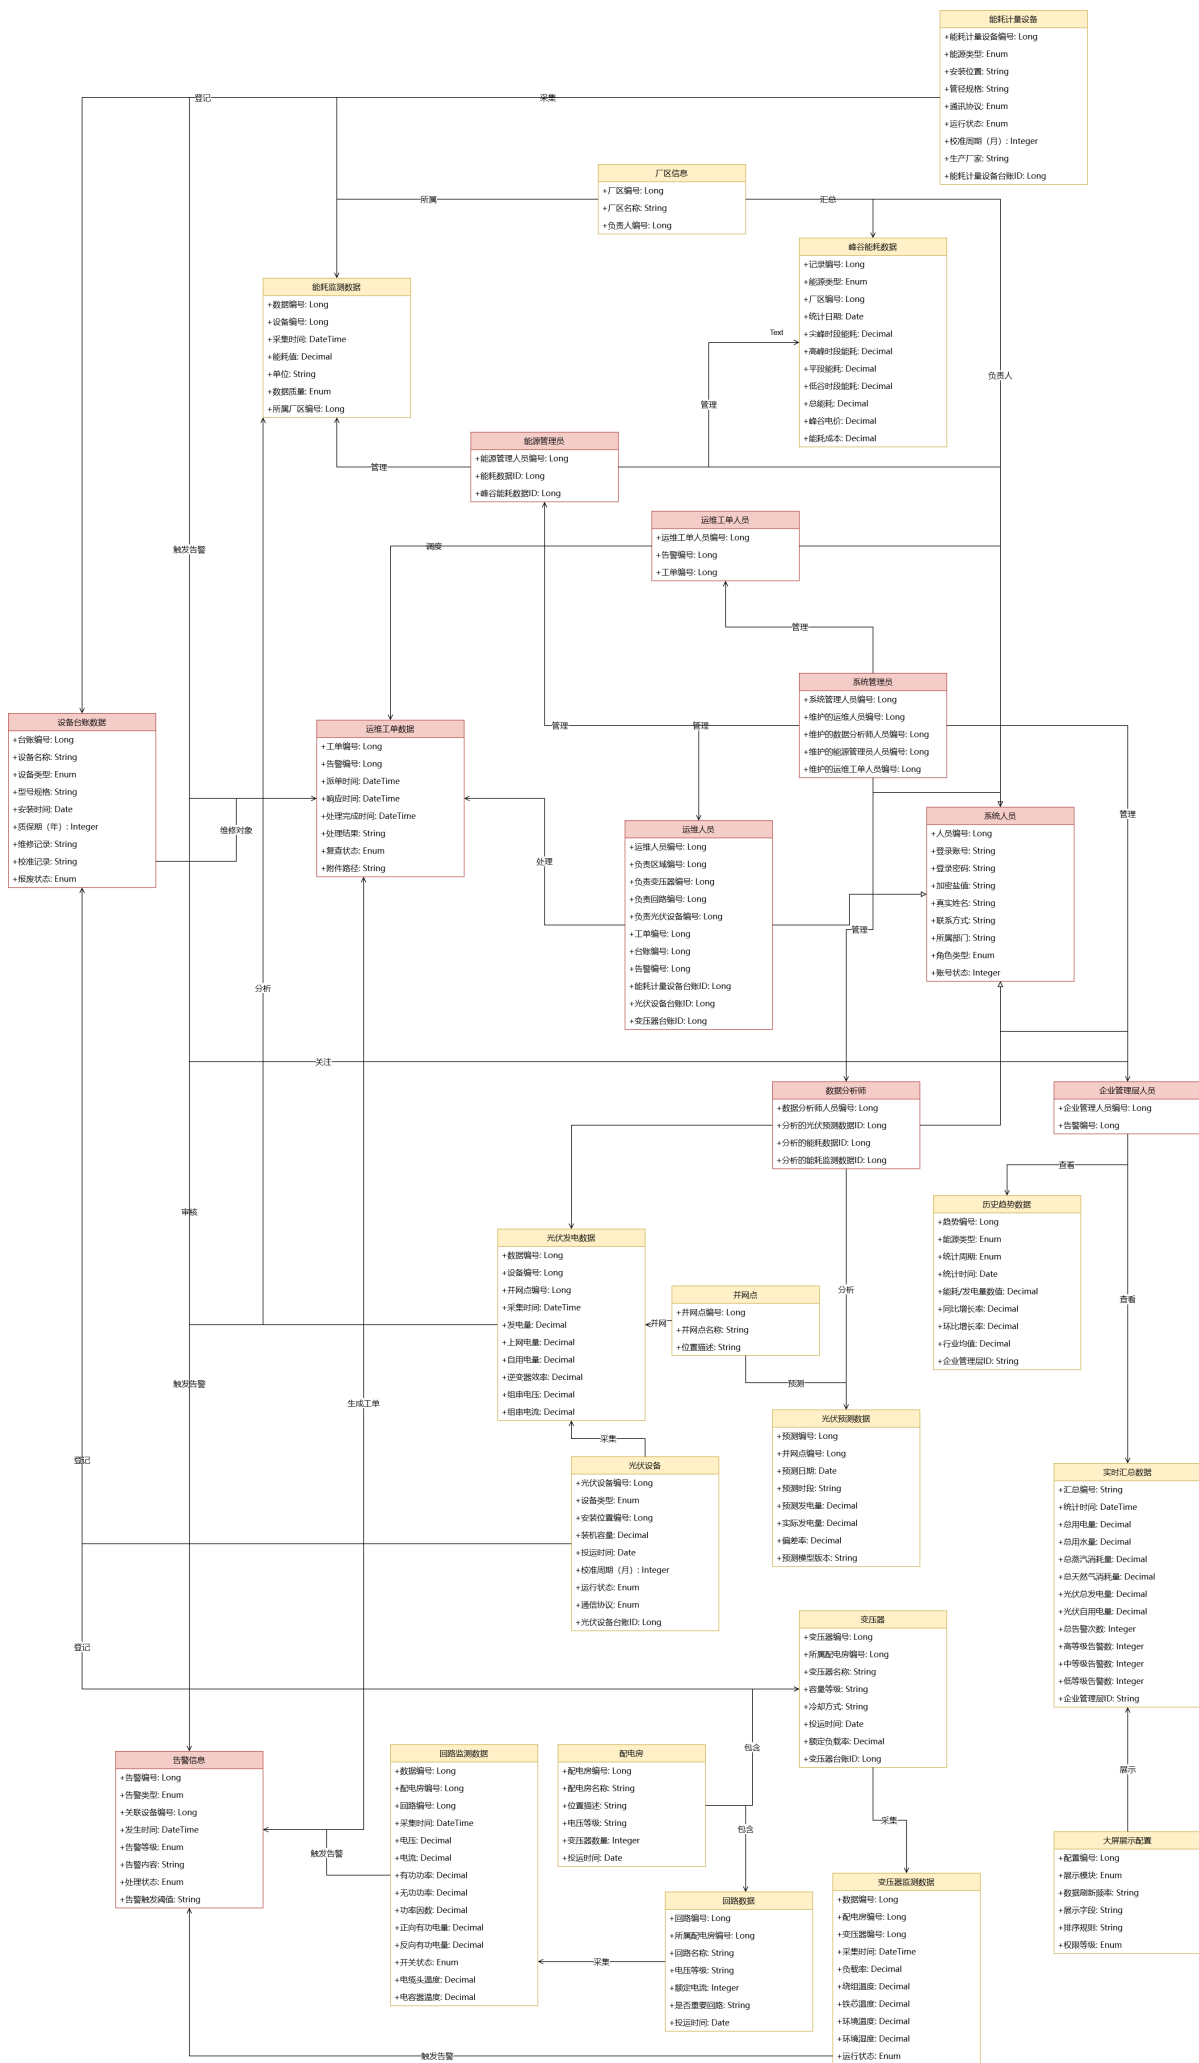 能耗计量设备
+能耗计量设备编号: Long
+能源类型: Enum
+安装位置: String
+管径规格: String
+通讯协议: Enum
+运行状态: Enum
+校准周期（月）: Integer
+生产厂家: String
+能耗计量设备台账ID: Long
登记
采集
厂区信息
+厂区编号: Long
+厂区名称: String
+负责人编号: Long
所属
汇总
峰谷能耗数据
+记录编号: Long
+能源类型: Enum
+厂区编号: Long
+统计日期: Date
+尖峰时段能耗: Decimal
+高峰时段能耗: Decimal
+平段能耗: Decimal
+低谷时段能耗: Decimal
+总能耗: Decimal
+峰谷电价: Decimal
+能耗成本: Decimal
能耗监测数据
+数据编号: Long
+设备编号: Long
+采集时间: DateTime
+能耗值: Decimal
+单位: String
+数据质量: Enum
+所属厂区编号: Long
Text
负责人
管理
能源管理员
+能源管理人员编号: Long
+能耗数据ID: Long
+峰谷能耗数据ID: Long
管理
运维工单人员
+运维工单人员编号: Long
+告警编号: Long
+工单编号: Long
触发告警
调度
管理
系统管理员
+系统管理人员编号: Long
+维护的运维人员编号: Long
+维护的数据分析师人员编号: Long
+维护的能源管理员人员编号: Long
+维护的运维工单人员编号: Long
管理
管理
设备台账数据
+台账编号: Long
+设备名称: String
+设备类型: Enum
+型号规格: String
+安装时间: Date
+质保期（年）: Integer
+维修记录: String
+校准记录: String
+报废状态: Enum
运维工单数据
+工单编号: Long
+告警编号: Long
+派单时间: DateTime
+响应时间: DateTime
+处理完成时间: DateTime
+处理结果: String
+复查状态: Enum
+附件路径: String
维修对象
处理
运维人员
+运维人员编号: Long
+负责区域编号: Long
+负责变压器编号: Long
+负责回路编号: Long
+负责光伏设备编号: Long
+工单编号: Long
+台账编号: Long
+告警编号: Long
+能耗计量设备台账ID: Long
+光伏设备台账ID: Long
+变压器台账ID: Long
系统人员
+人员编号: Long
+登录账号: String
+登录密码: String
+加密盐值: String
+真实姓名: String
+联系方式: String
+所属部门: String
+角色类型: Enum
+账号状态: Integer
管理
管理
分析
关注
数据分析师
+数据分析师人员编号: Long
+分析的光伏预测数据ID: Long
+分析的能耗数据ID: Long
+分析的能耗监测数据ID: Long
企业管理层人员
+企业管理人员编号: Long
+告警编号: Long
查看
历史趋势数据
+趋势编号: Long
+能源类型: Enum
+统计周期: Enum
+统计时间: Date
+能耗/发电量数值: Decimal
+同比增长率: Decimal
+环比增长率: Decimal
+行业均值: Decimal
+企业管理层ID: String
审核
光伏发电数据
+数据编号: Long
+设备编号: Long
+并网点编号: Long
+采集时间: DateTime
+发电量: Decimal
+上网电量: Decimal
+自用电量: Decimal
+逆变器效率: Decimal
+组串电压: Decimal
+组串电流: Decimal
并网点
+并网点编号: Long
+并网点名称: String
+位置描述: String
并网
分析
查看
预测
触发告警
生成工单
光伏预测数据
+预测编号: Long
+并网点编号: Long
+预测日期: Date
+预测时段: String
+预测发电量: Decimal
+实际发电量: Decimal
+偏差率: Decimal
+预测模型版本: String
采集
登记
光伏设备
+光伏设备编号: Long
+设备类型: Enum
+安装位置编号: Long
+装机容量: Decimal
+投运时间: Date
+校准周期（月）: Integer
+运行状态: Enum
+通信协议: Enum
+光伏设备台账ID: Long
实时汇总数据
+汇总编号: String
+统计时间: DateTime
+总用电量: Decimal
+总用水量: Decimal
+总蒸汽消耗量: Decimal
+总天然气消耗量: Decimal
+光伏总发电量: Decimal
+光伏自用电量: Decimal
+总告警次数: Integer
+高等级告警数: Integer
+中等级告警数: Integer
+低等级告警数: Integer
+企业管理层ID: String
登记
变压器
+变压器编号: Long
+所属配电房编号: Long
+变压器名称: String
+容量等级: String
+冷却方式: String
+投运时间: Date
+额定负载率: Decimal
+变压器台账ID: Long
告警信息
+告警编号: Long
+告警类型: Enum
+关联设备编号: Long
+发生时间: DateTime
+告警等级: Enum
+告警内容: String
+处理状态: Enum
+告警触发阈值: String
触发告警
回路监测数据
+数据编号: Long
+配电房编号: Long
+回路编号: Long
+采集时间: DateTime
+电压: Decimal
+电流: Decimal
+有功功率: Decimal
+无功功率: Decimal
+功率因数: Decimal
+正向有功电量: Decimal
+反向有功电量: Decimal
+开关状态: Enum
+电缆头温度: Decimal
+电容器温度: Decimal
配电房
+配电房编号: Long
+配电房名称: String
+位置描述: String
+电压等级: String
+变压器数量: Integer
+投运时间: Date
包含
包含
采集
展示
大屏展示配置
+配置编号: Long
+展示模块: Enum
+数据刷新频率: String
+展示字段: String
+排序规则: String
+权限等级: Enum
回路数据
+回路编号: Long
+所属配电房编号: Long
+回路名称: String
+电压等级: String
+额定电流: Integer
+是否重要回路: String
+投运时间: Date
采集
变压器监测数据
+数据编号: Long
+配电房编号: Long
+变压器编号: Long
+采集时间: DateTime
+负载率: Decimal
+绕组温度: Decimal
+铁芯温度: Decimal
+环境温度: Decimal
+环境湿度: Decimal
+运行状态: Enum
触发告警